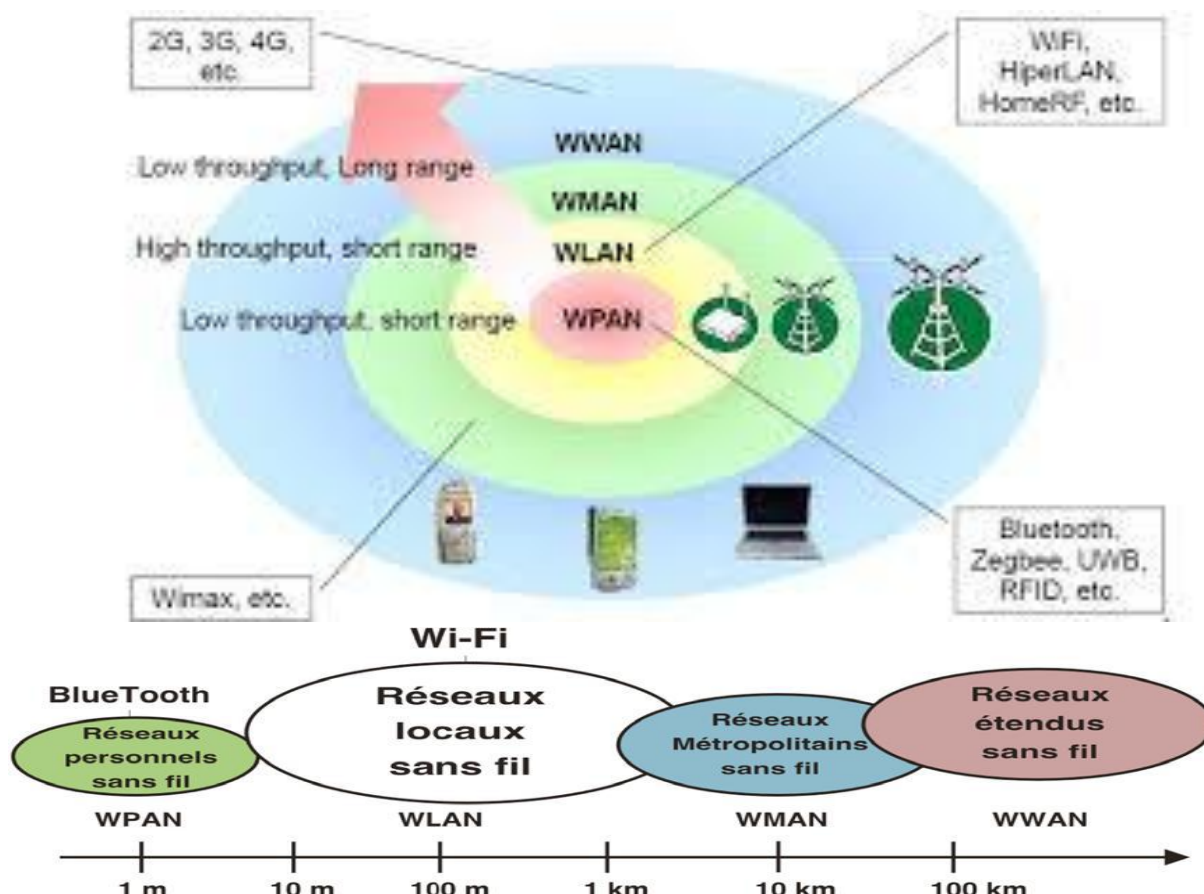 2G, 3G, 4G,
etc.
WiFi,
HiperLAN,
HomeRF, etc.
WWAN
Low throughput, Long range
WMAN
High throughput, short range
WLAN
Low throughput, short range
WPAN
Wimax, etc.
Bluetooth,
Zegbee, UWB,
RFID, etc.
Wi-Fi
BlueTooth
Réseaux
personnels
sans fil
Réseaux
locaux
sans fil
Réseaux
Métropolitains
sans fil
Réseaux
étendus
sans fil
WPAN WLAN WMAN WWAN
1 m 10 m 100 m 1 km 10 km 100 km